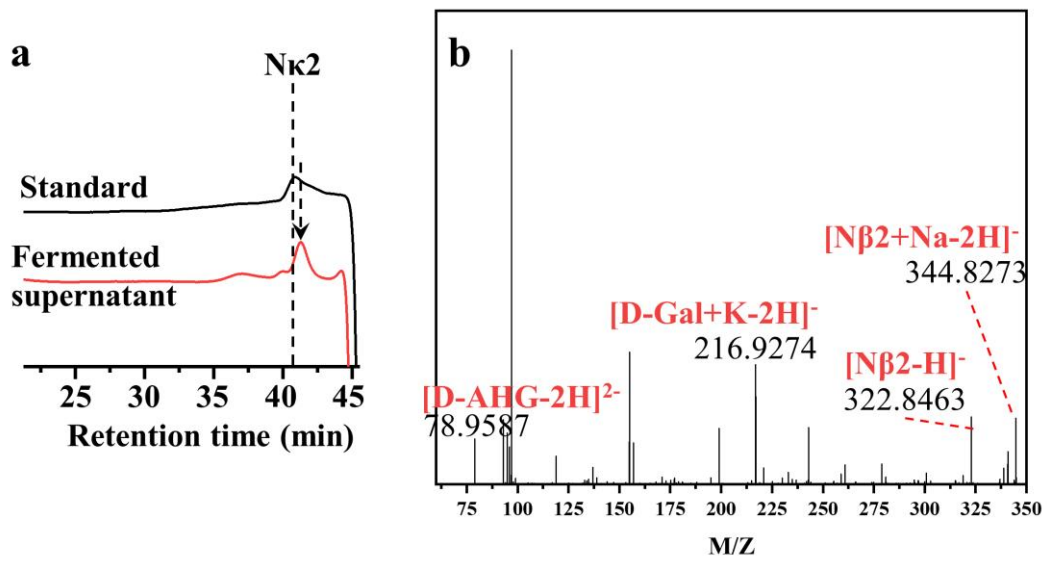 a
Nκ2
Standard
Fermented
supernatant
25 30 35 40 45
Retention time (min)
b
[Nβ2+Na-2H]-
344.8273
[D-Gal+K-2H]-
216.9274
[Nβ2-H]-
322.8463
[D-AHG-2H]2-
78.9587
75 100 125 150 175 200 225 250 275 300 325 350
M/Z